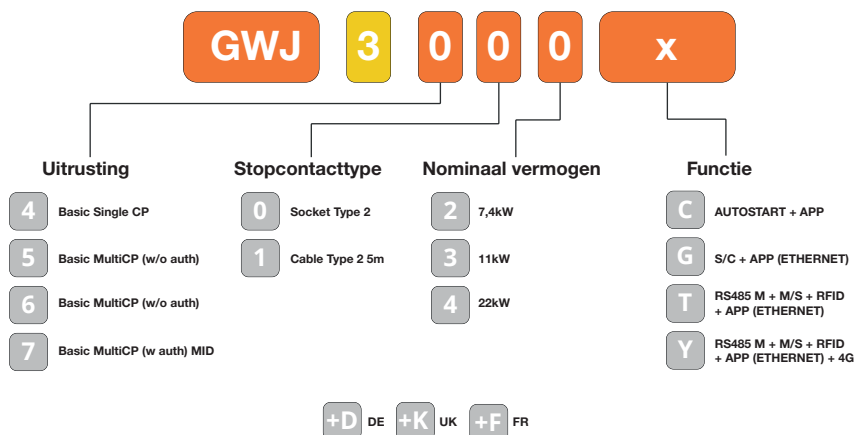 GWJ 3 0 0 0 x
Uitrusting
4 Basic Single CP
5 Basic MultiCP (w/o auth)
6 Basic MultiCP (w/o auth)
7 Basic MultiCP (w auth) MID
Stopcontacttype
0 Socket Type 2
1 Cable Type 2 5m
Nominaal vermogen
2 7,4kW
3 11kW
4 22kW
Functie
C AUTOSTART + APP
G S/C + APP (ETHERNET)
T RS485 M + M/S + RFID
+ APP (ETHERNET)
Y RS485 M + M/S + RFID
+ APP (ETHERNET) + 4G
+D DE +K UK +F FR